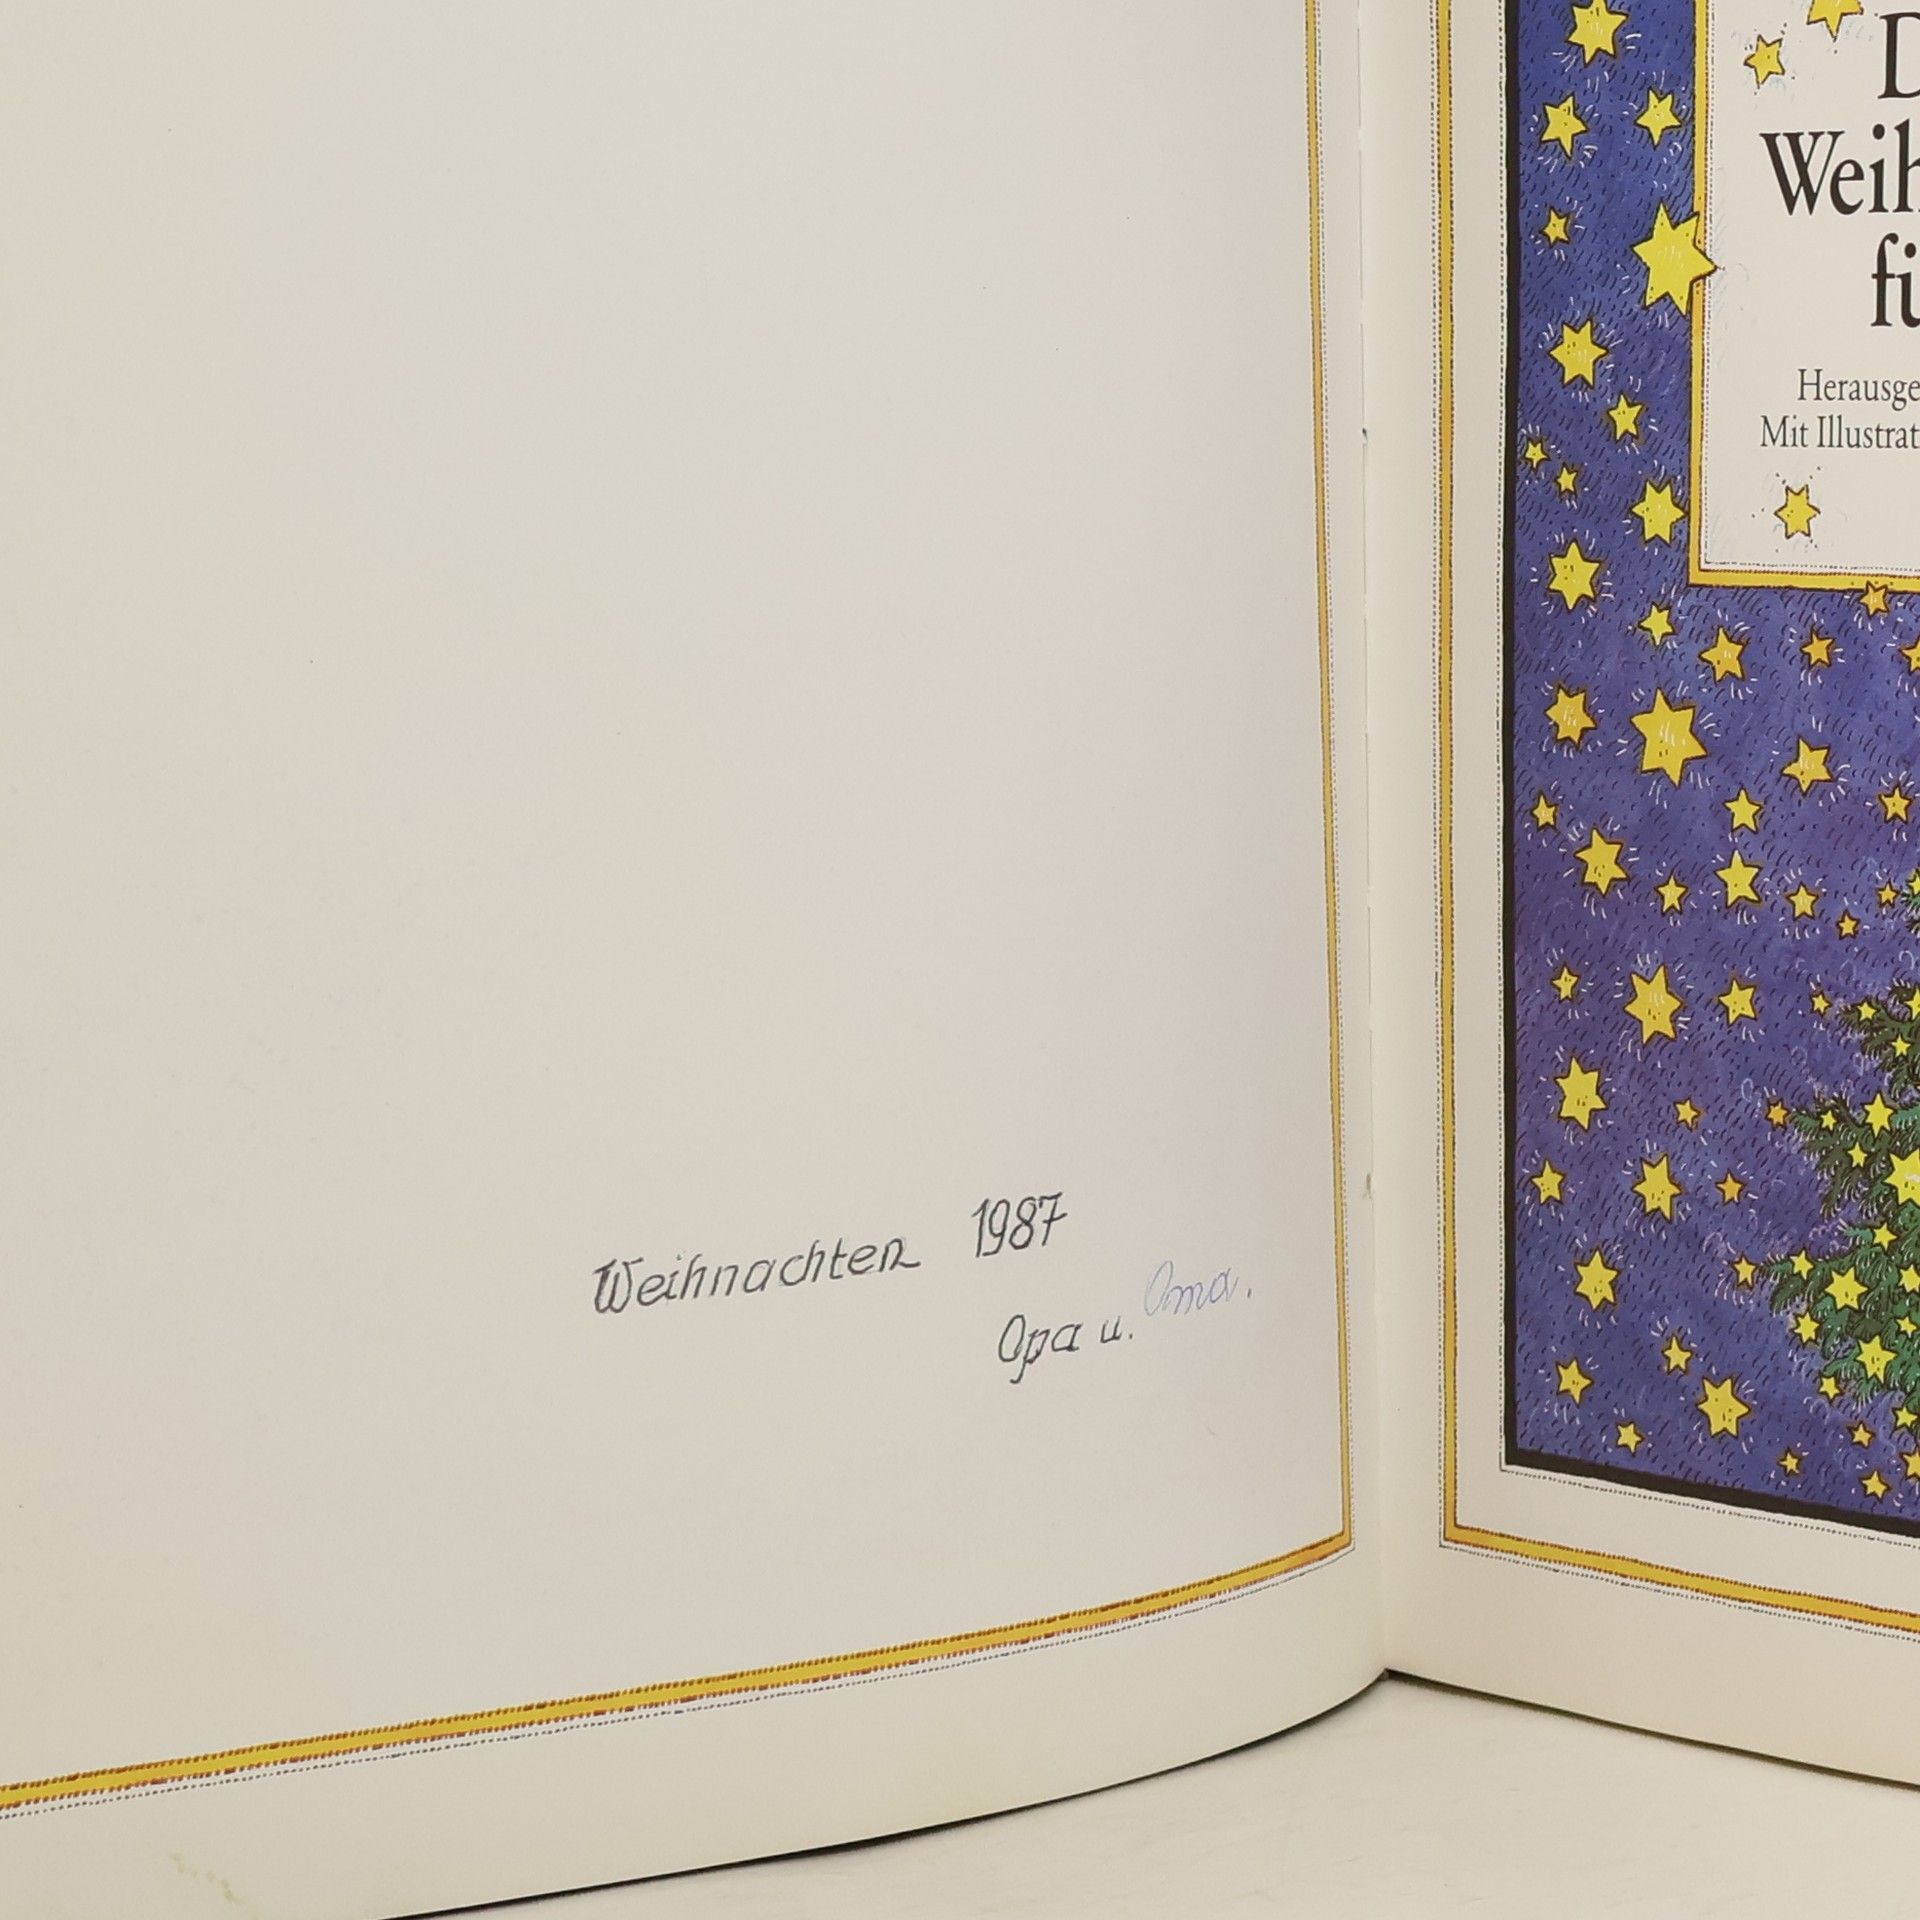 Weihnachten 1987
Opa u. Oma.
D
Weih
fü
Herausge
Mit Illustrat